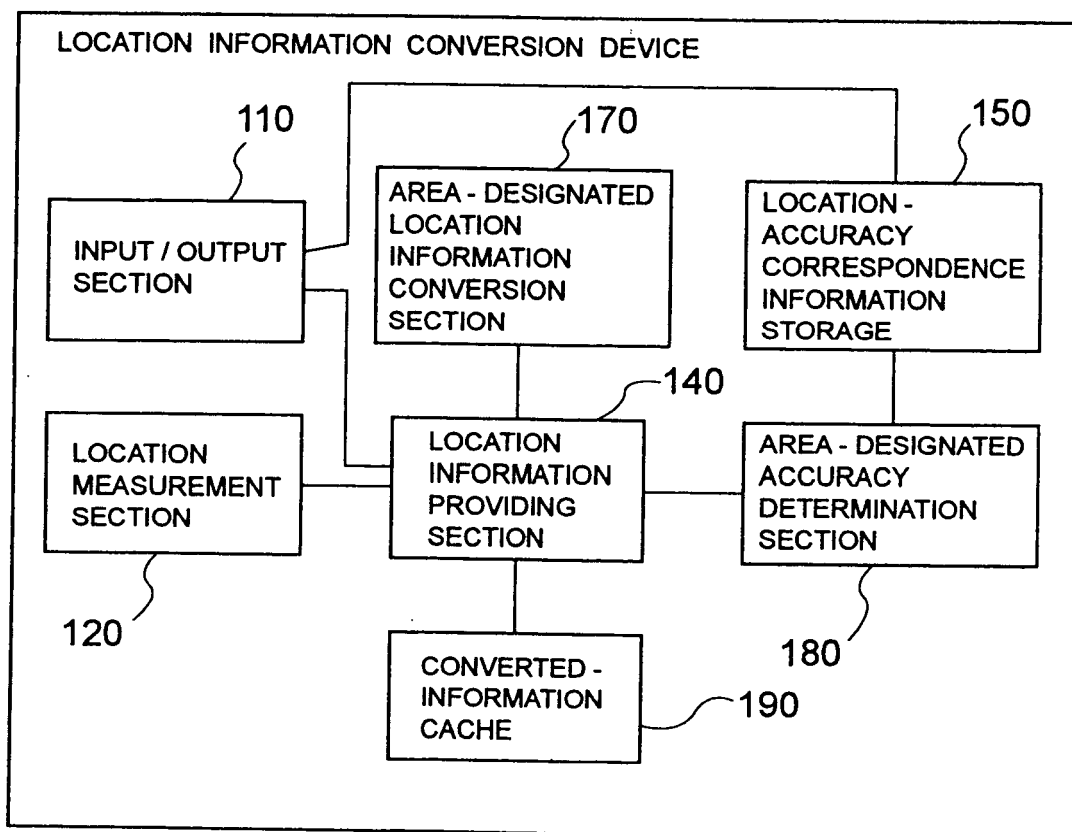 LOCATION INFORMATION CONVERSION DEVICE
110
INPUT / OUTPUT
SECTION
170
AREA - DESIGNATED
LOCATION
INFORMATION
CONVERSION
SECTION
150
LOCATION -
ACCURACY
CORRESPONDENCE
INFORMATION
STORAGE
LOCATION
MEASUREMENT
SECTION
120
140
LOCATION
INFORMATION
PROVIDING
SECTION
AREA - DESIGNATED
ACCURACY
DETERMINATION
SECTION
180
CONVERTED -
INFORMATION
CACHE
190